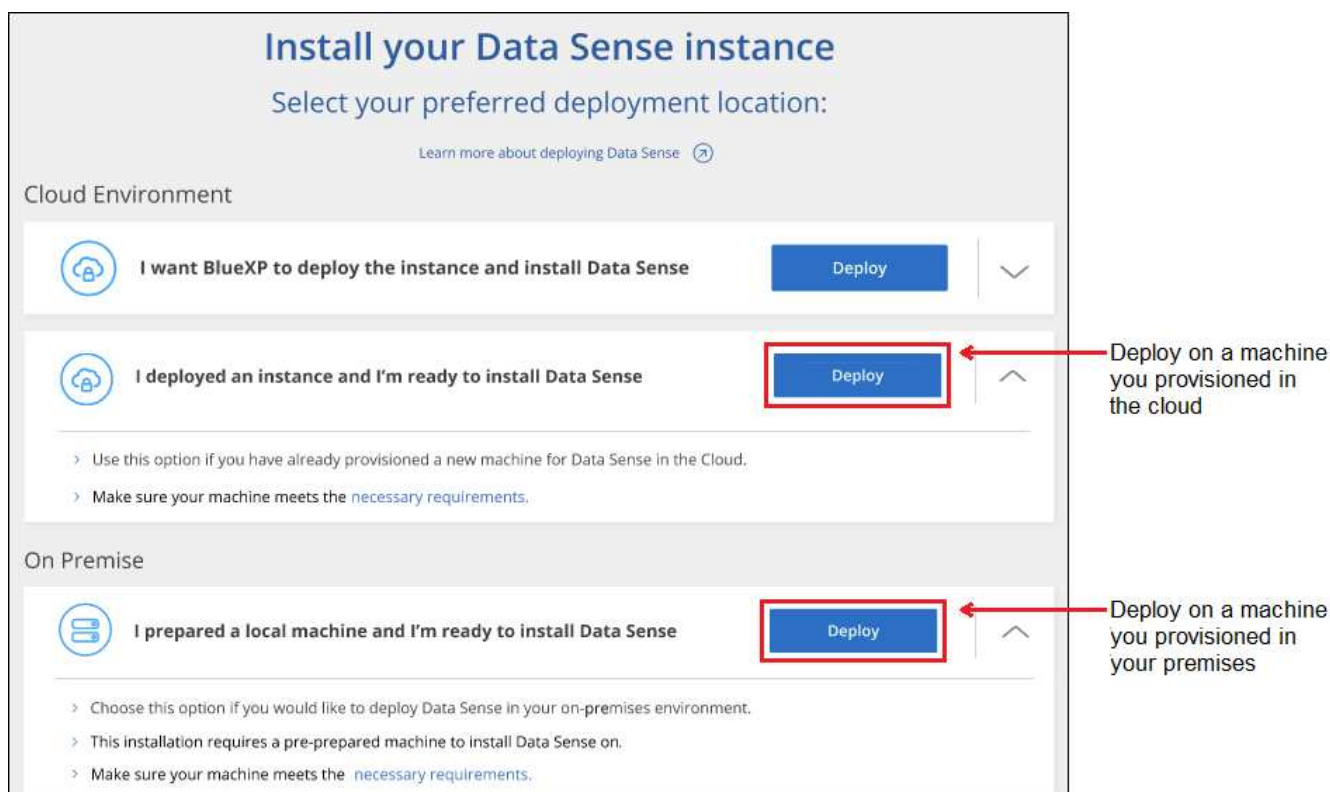 Install your Data Sense instance
Select your preferred deployment location:
Learn more about deploying Data Sense
Cloud Environment
I want BlueXP to deploy the instance and install Data Sense
Deploy
I deployed an instance and I'm ready to install Data Sense
Deploy
Deploy on a machine
you provisioned in
the cloud
Use this option if you have already provisioned a new machine for Data Sense in the Cloud.
Make sure your machine meets the necessary requirements.
On Premise
I prepared a local machine and I'm ready to install Data Sense
Deploy
Deploy on a machine
you provisioned in
your premises
Choose this option if you would like to deploy Data Sense in your on-premises environment.
This installation requires a pre-prepared machine to install Data Sense on.
Make sure your machine meets the necessary requirements.